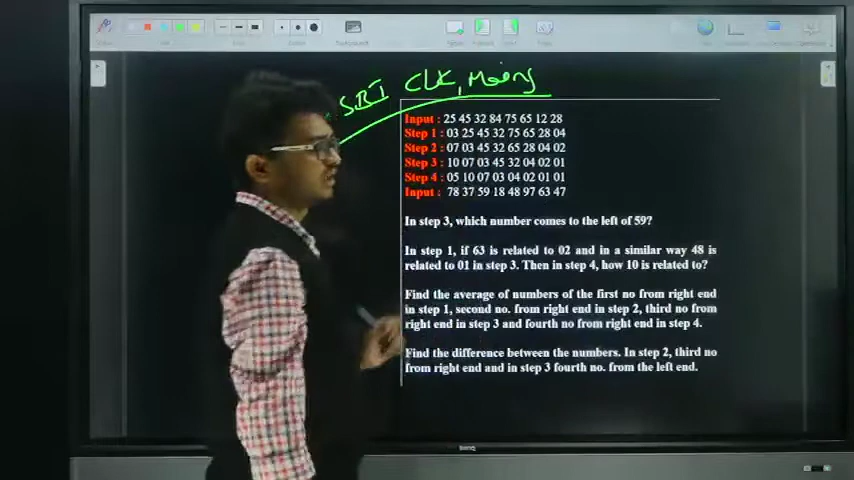 SBI CLK, Mains
Input : 25 45 32 84 75 65 12 28
Step 1 : 03 25 45 32 75 65 28 04
Step 2 : 07 03 45 32 65 28 04 02
Step 3 : 10 07 03 45 32 04 02 01
Step 4 : 05 10 07 03 04 02 01 01
Input : 78 37 59 18 48 97 63 47
In step 3, which number comes to the left of 59?
In step 1, if 63 is related to 02 and in a similar way 48 is
related to 01 in step 3. Then in step 4, how 10 is related to?
Find the average of numbers of the first no from right end
in step 1, second no. from right end in step 2, third no from
right end in step 3 and fourth no from right end in step 4.
Find the difference between the numbers. In step 2, third no
from right end and in step 3 fourth no. from the left end.